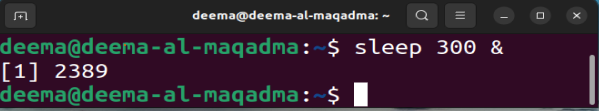 deema@deema-al-maqadma: ~
deema@deema-al-maqadma:~$ sleep 300 &
[1] 2389
deema@deema-al-maqadma:~$